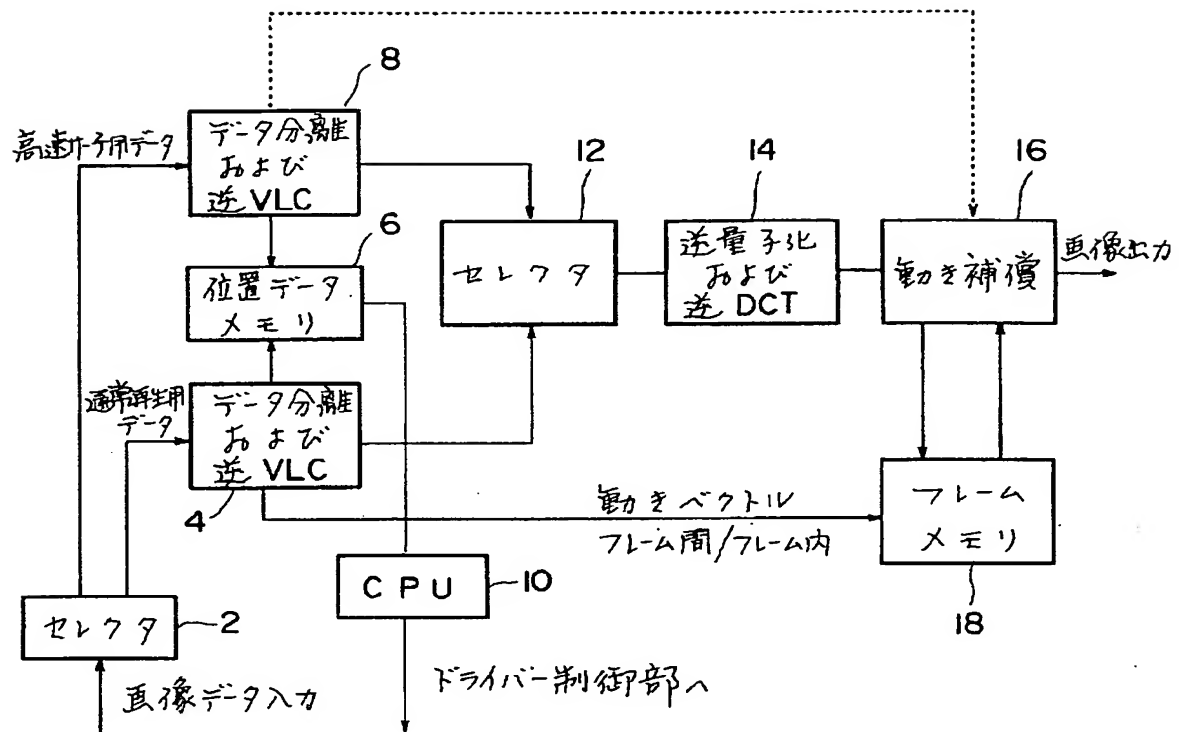 8
高速サーチ用データ
データ分離
および
逆VLC
12
14
16
6
セレクタ
逆量子化
および
逆DCT
動き補償
画像出力
位置データ
メモリ
通常再生用
データ
データ分離
および
逆VLC
4
動きベクトル
フレーム間/フレーム内
フレーム
メモリ
18
CPU
10
セレクタ
2
画像データ入力
ドライバー制御部へ